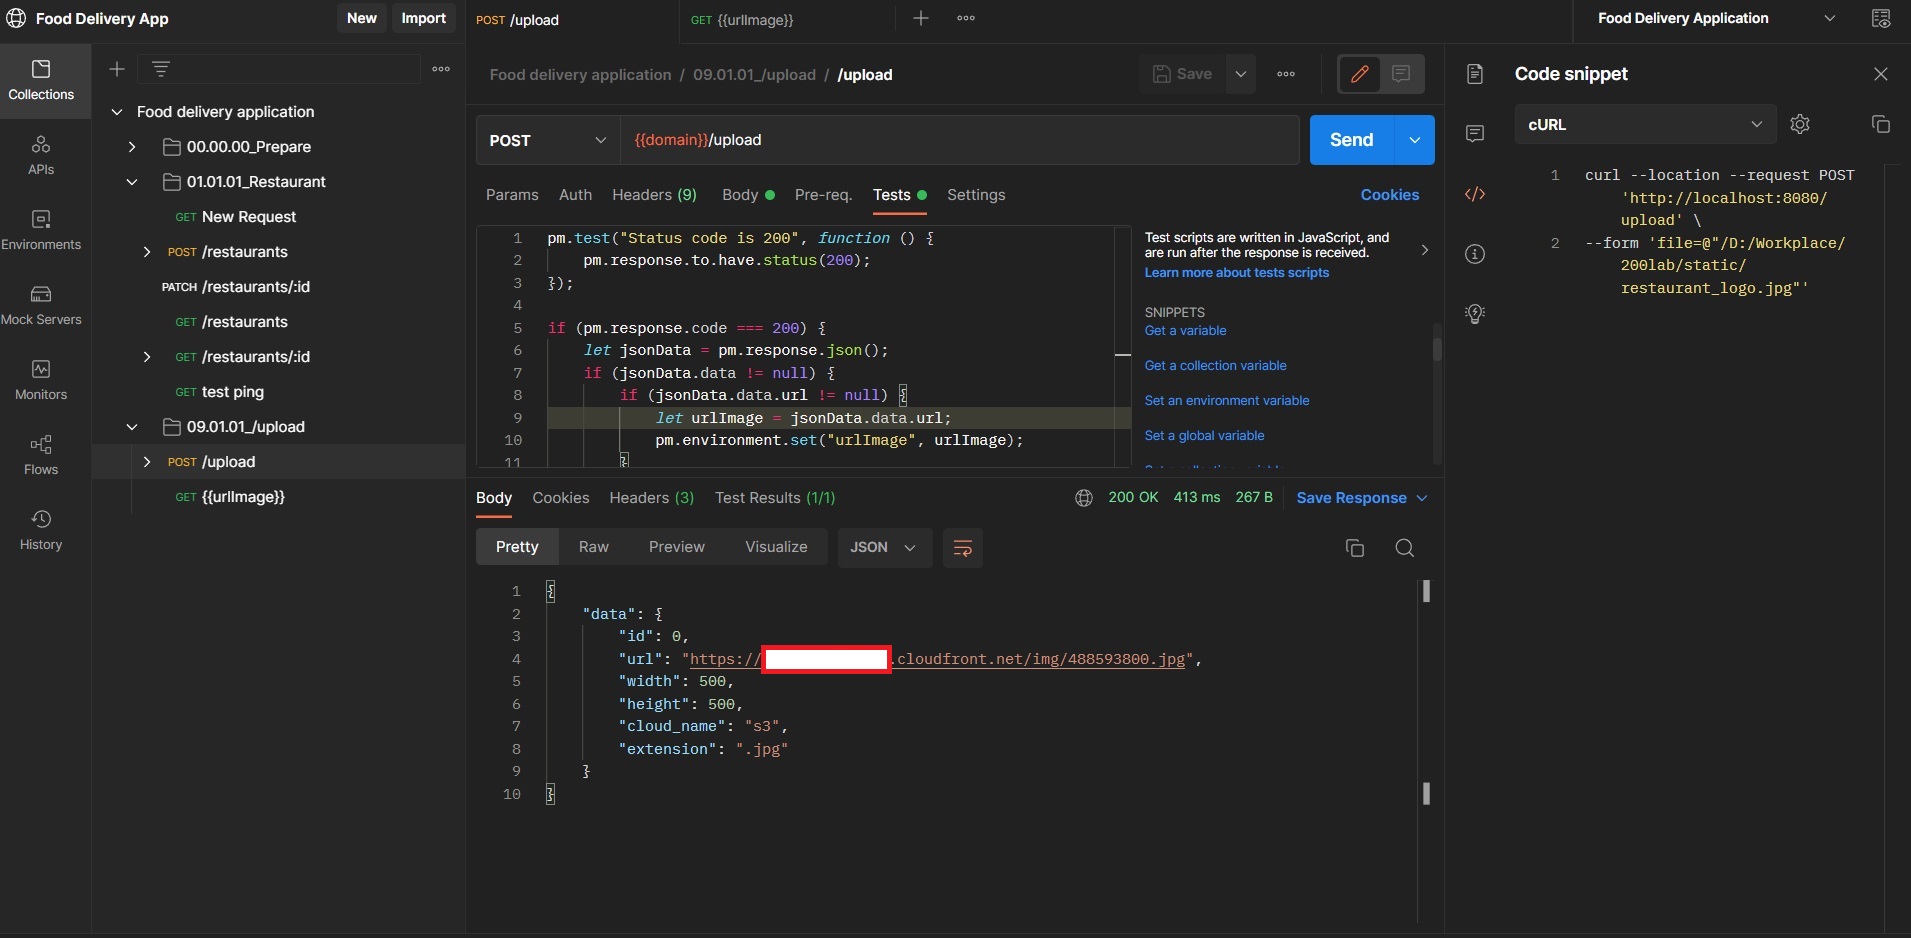 Food Delivery App
New
Import
POST /upload
GET {{urlImage}}
Food Delivery Application
Collections
APIs
Environments
Mock Servers
Monitors
Flows
History
Food delivery application
00.00.00_Prepare
01.01.01_Restaurant
GET New Request
POST /restaurants
PATCH /restaurants/:id
GET /restaurants
GET /restaurants/:id
GET test ping
09.01.01_/upload
POST /upload
GET {{urlImage}}
Food delivery application / 09.01.01_/upload / /upload
Save
POST
{{domain}}/upload
Send
Params Auth Headers (9) Body Pre-req. Tests Settings
Cookies
1 pm.test("Status code is 200", function () {
2 pm.response.to.have.status(200);
3 });
4
5 if (pm.response.code === 200) {
6 let jsonData = pm.response.json();
7 if (jsonData.data != null) {
8 if (jsonData.data.url != null) {
9 let urlImage = jsonData.data.url;
10 pm.environment.set("urlImage", urlImage);
11 }
Test scripts are written in JavaScript, and
are run after the response is received.
Learn more about tests scripts
SNIPPETS
Get a variable
Get a collection variable
Set an environment variable
Set a global variable
Body Cookies Headers (3) Test Results (1/1)
200 OK 413 ms 267 B Save Response
Pretty Raw Preview Visualize JSON
1 {
2 "data": {
3 "id": 0,
4 "url": "https:// .cloudfront.net/img/488593800.jpg",
5 "width": 500,
6 "height": 500,
7 "cloud_name": "s3",
8 "extension": ".jpg"
9 }
10 }
Code snippet
cURL
1 curl --location --request POST
'http://localhost:8080/
upload' \
2 --form 'file=@"/D:/Workplace/
200lab/static/
restaurant_logo.jpg"'